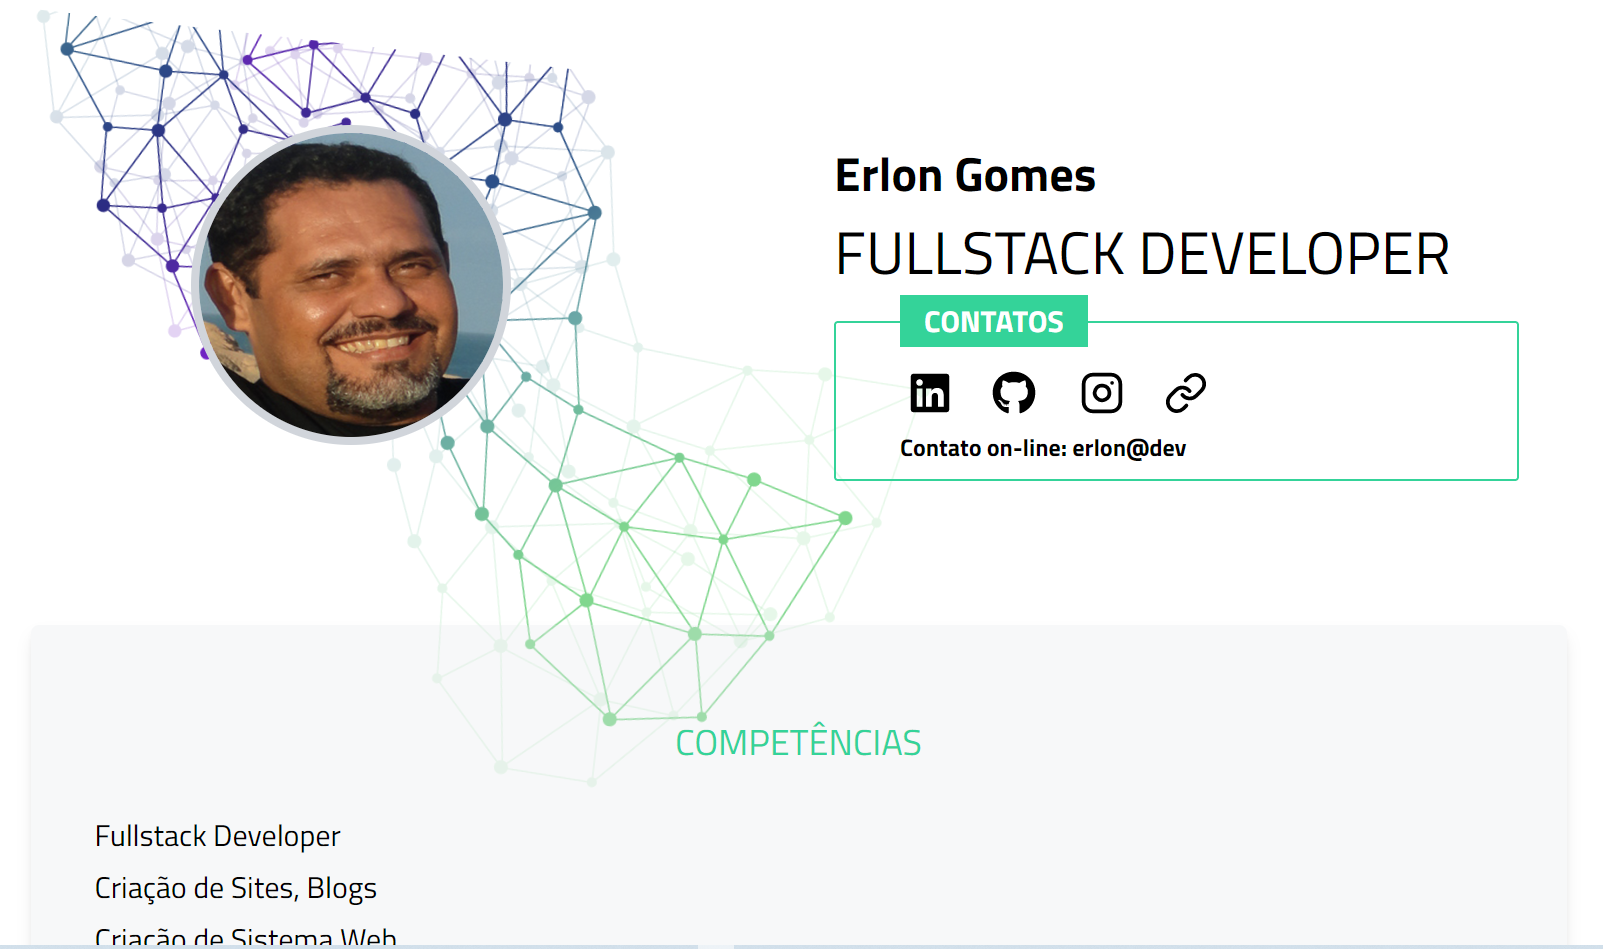 Erlon Gomes
FULLSTACK DEVELOPER
CONTATOS
Contato on-line: erlon@dev
COMPETÊNCIAS
Fullstack Developer
Criação de Sites, Blogs
Criação de Sistema Web